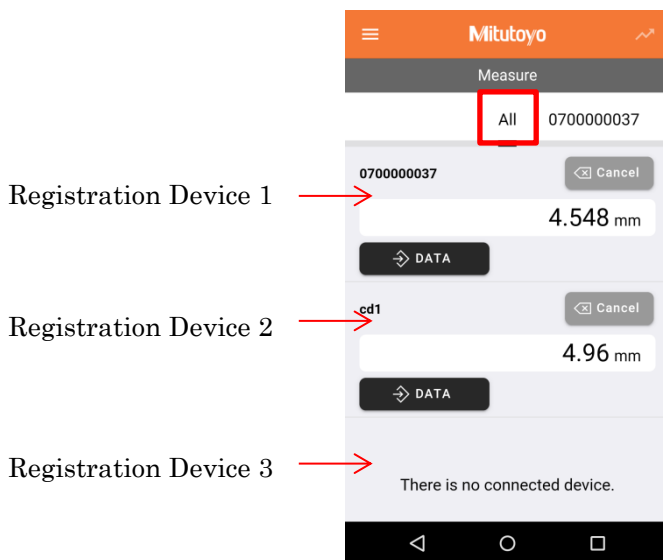 Mitutoyo
Measure
All 0700000037
Registration Device 1
0700000037 Cancel
4.548 mm
DATA
Registration Device 2
cd1 Cancel
4.96 mm
DATA
Registration Device 3
There is no connected device.